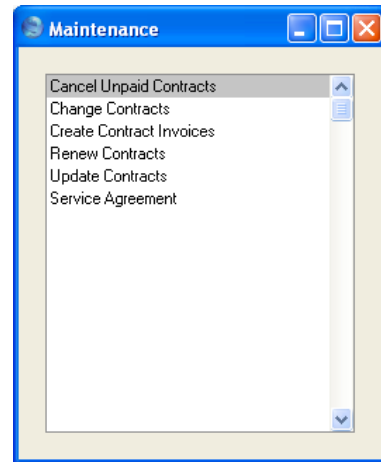 Maintenance
Cancel Unpaid Contracts
Change Contracts
Create Contract Invoices
Renew Contracts
Update Contracts
Service Agreement